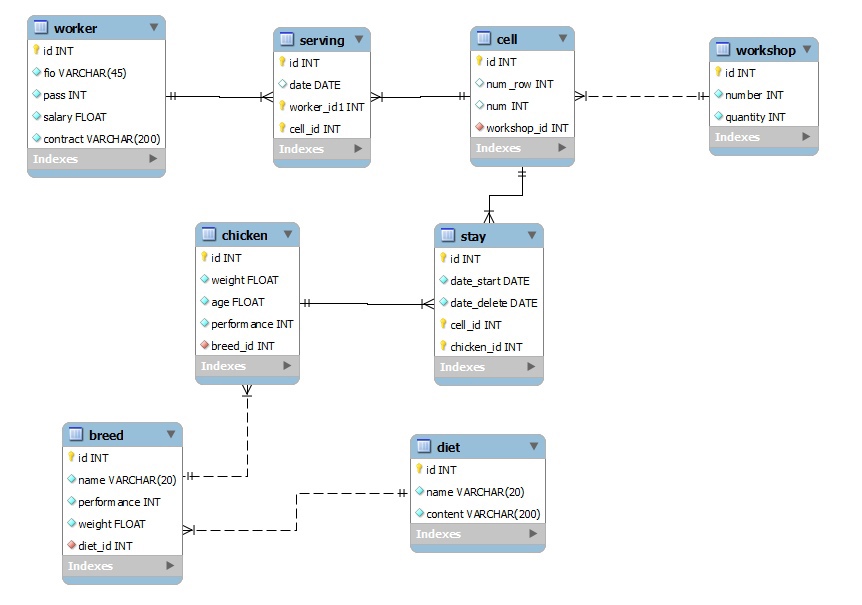 worker
id INT
fio VARCHAR(45)
pass INT
salary FLOAT
contract VARCHAR(200)
Indexes
serving
id INT
date DATE
worker_id1 INT
cell_id INT
Indexes
cell
id INT
num_row INT
num INT
workshop_id INT
Indexes
workshop
id INT
number INT
quantity INT
Indexes
chicken
id INT
weight FLOAT
age FLOAT
performance INT
breed_id INT
Indexes
stay
id INT
date_start DATE
date_delete DATE
cell_id INT
chicken_id INT
Indexes
breed
id INT
name VARCHAR(20)
performance INT
weight FLOAT
diet_id INT
Indexes
diet
id INT
name VARCHAR(20)
content VARCHAR(200)
Indexes